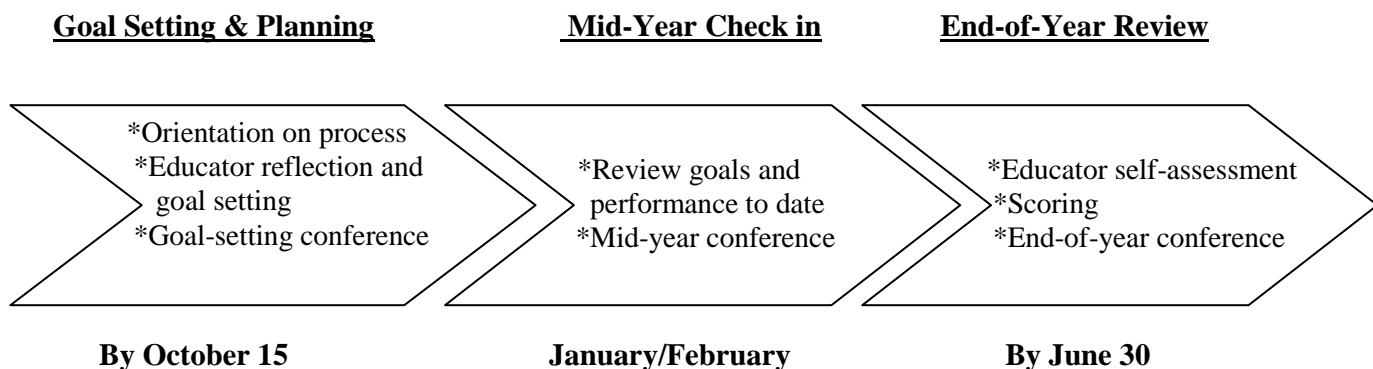 Goal Setting & Planning
Mid-Year Check in
End-of-Year Review
*Orientation on process
*Educator reflection and
goal setting
*Goal-setting conference
*Review goals and
performance to date
*Mid-year conference
*Educator self-assessment
*Scoring
*End-of-year conference
By October 15
January/February
By June 30